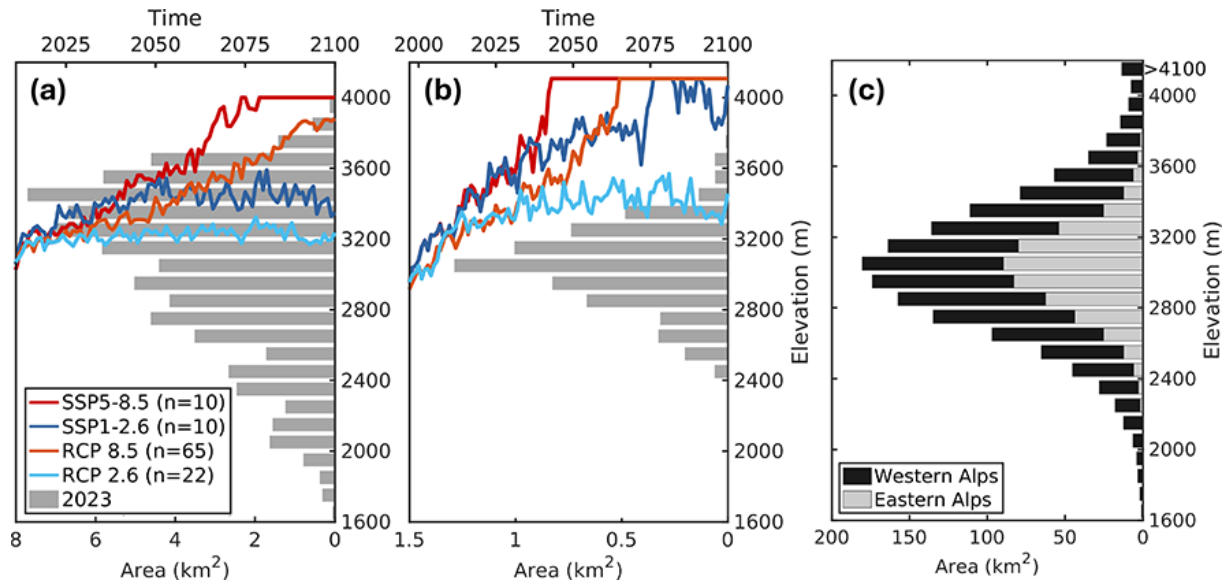 Time
Time
2025
2050
2075
2100
2000
2025
2050
2075
2100
(a)
(b)
(c)
4000
3600
3200
2800
2400
2000
1600
4000
3600
3200
2800
2400
2000
1600
Elevation (m)
>4100
4000
3600
3200
2800
2400
2000
1600
Elevation (m)
SSP5-8.5 (n=10)
SSP1-2.6 (n=10)
RCP 8.5 (n=65)
RCP 2.6 (n=22)
2023
Western Alps
Eastern Alps
8
6
4
2
0
1.5
1
0.5
0
200
150
100
50
0
Area (km²)
Area (km²)
Area (km²)